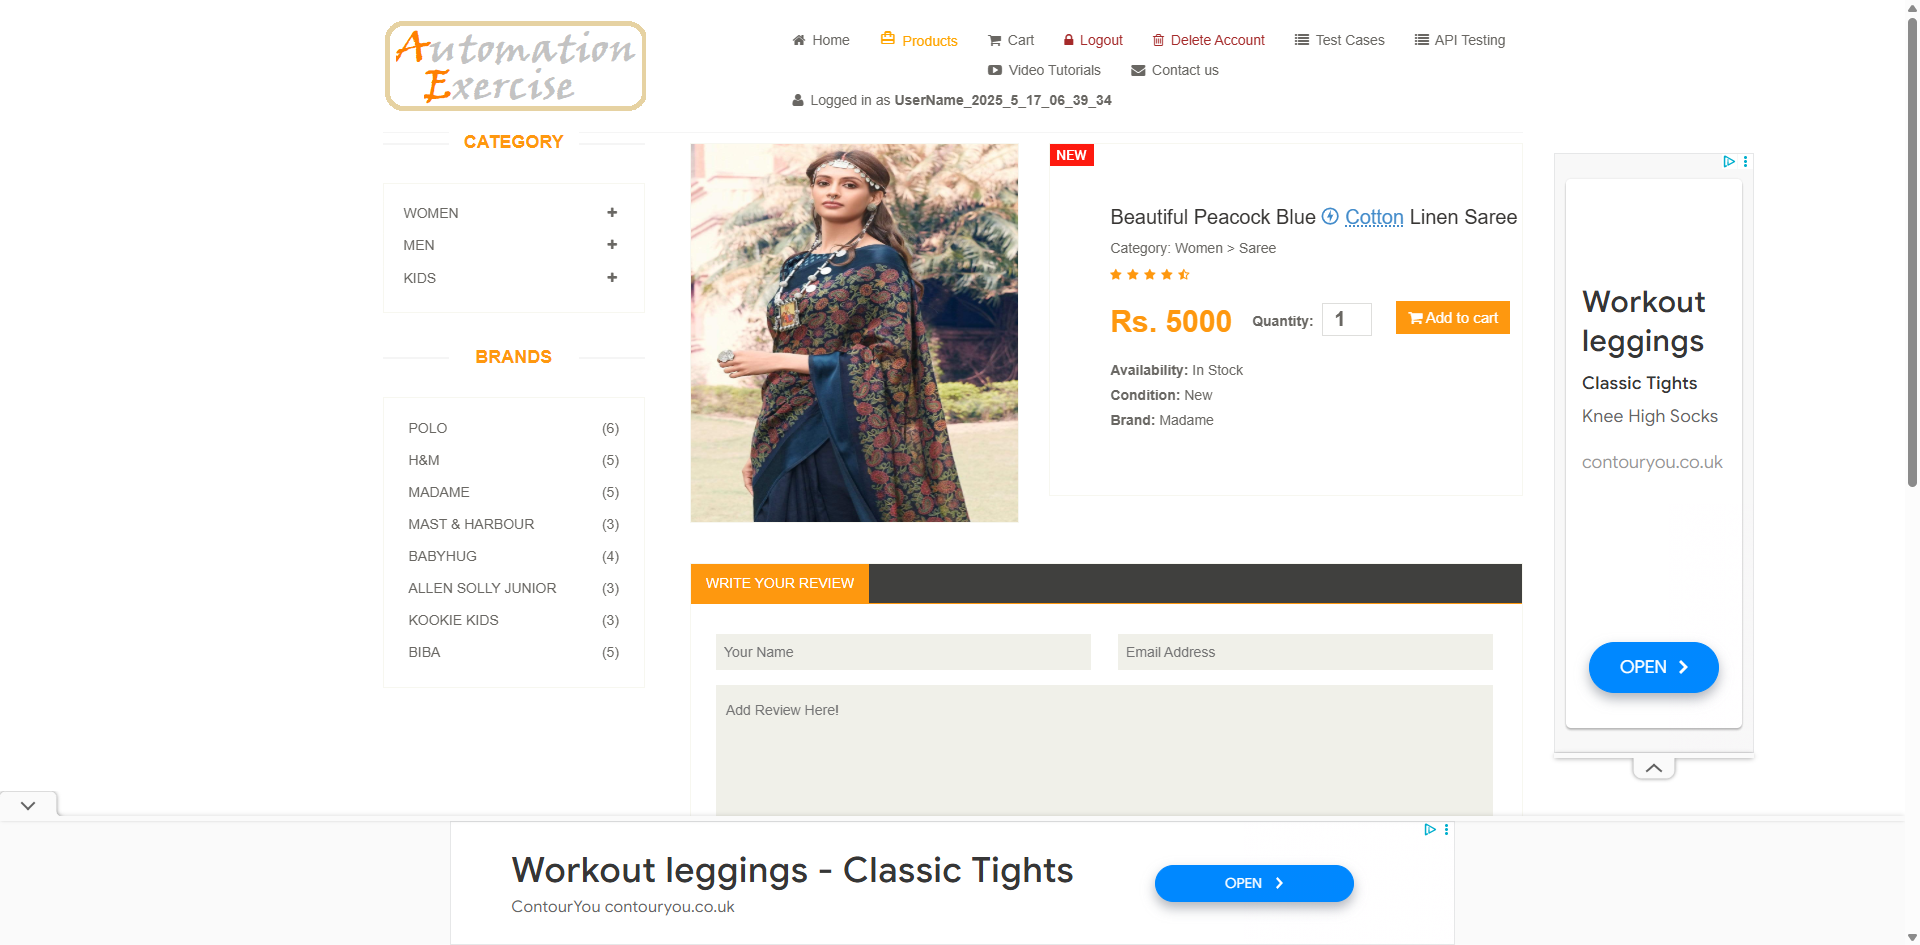 Automation
Exercise
Home
Products
Cart
Logout
Delete Account
Test Cases
API Testing
Video Tutorials
Contact us
Logged in as UserName_2025_5_17_06_39_34
CATEGORY
WOMEN
MEN
KIDS
BRANDS
POLO (6)
H&M (5)
MADAME (5)
MAST & HARBOUR (3)
BABYHUG (4)
ALLEN SOLLY JUNIOR (3)
KOOKIE KIDS (3)
BIBA (5)
NEW
Beautiful Peacock Blue Cotton Linen Saree
Category: Women > Saree
Rs. 5000 Quantity: 1 Add to cart
Availability: In Stock
Condition: New
Brand: Madame
WRITE YOUR REVIEW
Your Name
Email Address
Add Review Here!
Workout
leggings
Classic Tights
Knee High Socks
contouryou.co.uk
OPEN
Workout leggings - Classic Tights
ContourYou contouryou.co.uk
OPEN